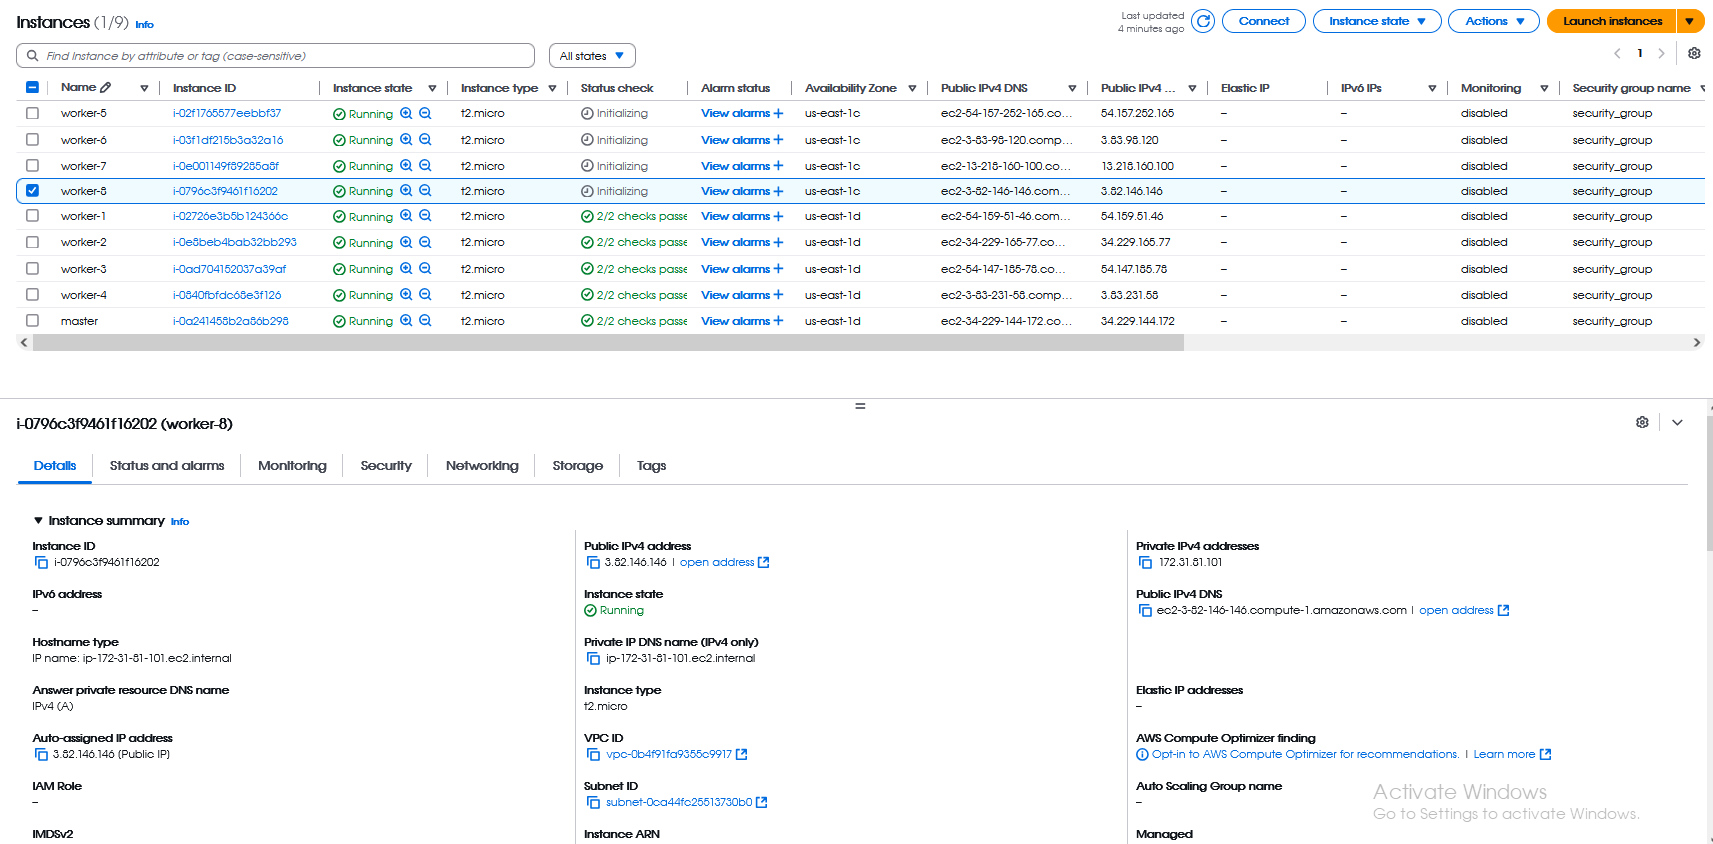 Instances (1/9) Info
Last updated
4 minutes ago
Connect
Instance state
Actions
Launch instances
Find Instance by attribute or tag (case-sensitive)
All states
1
Name Instance ID Instance state Instance type Status check Alarm status Availability Zone Public IPv4 DNS Public IPv4 ... Elastic IP IPv6 IPs Monitoring Security group name
worker-5 i-02f1765577eebbf37 Running t2.micro Initializing View alarms + us-east-1c ec2-54-157-252-165.co... 54.157.252.165 – – disabled security_group
worker-6 i-03f1df215b3a32a16 Running t2.micro Initializing View alarms + us-east-1c ec2-3-83-98-120.comp... 3.83.98.120 – – disabled security_group
worker-7 i-0e001149f89285a8f Running t2.micro Initializing View alarms + us-east-1c ec2-13-218-160-100.co... 13.218.160.100 – – disabled security_group
worker-8 i-0796c3f9461f16202 Running t2.micro Initializing View alarms + us-east-1c ec2-3-82-146-146.com... 3.82.146.146 – – disabled security_group
worker-1 i-02726e3b5b124366c Running t2.micro 2/2 checks passe View alarms + us-east-1d ec2-54-159-51-46.com... 54.159.51.46 – – disabled security_group
worker-2 i-0e8beb4bab32bb293 Running t2.micro 2/2 checks passe View alarms + us-east-1d ec2-34-229-165-77.co... 34.229.165.77 – – disabled security_group
worker-3 i-0ad704152037a39af Running t2.micro 2/2 checks passe View alarms + us-east-1d ec2-54-147-185-78.co... 54.147.185.78 – – disabled security_group
worker-4 i-0840fbfdc68e3f126 Running t2.micro 2/2 checks passe View alarms + us-east-1d ec2-3-83-231-58.comp... 3.83.231.58 – – disabled security_group
master i-0a241458b2a86b298 Running t2.micro 2/2 checks passe View alarms + us-east-1d ec2-34-229-144-172.co... 34.229.144.172 – – disabled security_group
i-0796c3f9461f16202 (worker-8)
Details Status and alarms Monitoring Security Networking Storage Tags
Instance summary Info
Instance ID
i-0796c3f9461f16202
IPv6 address
–
Hostname type
IP name: ip-172-31-81-101.ec2.internal
Answer private resource DNS name
IPv4 (A)
Auto-assigned IP address
3.82.146.146 [Public IP]
IAM Role
–
IMDSv2
Public IPv4 address
3.82.146.146 | open address
Instance state
Running
Private IP DNS name (IPv4 only)
ip-172-31-81-101.ec2.internal
Instance type
t2.micro
VPC ID
vpc-0b4f91fa9355c9917
Subnet ID
subnet-0ca44fc25513730b0
Instance ARN
Private IPv4 addresses
172.31.81.101
Public IPv4 DNS
ec2-3-82-146-146.compute-1.amazonaws.com | open address
Elastic IP addresses
–
AWS Compute Optimizer finding
Opt-in to AWS Compute Optimizer for recommendations. | Learn more
Auto Scaling Group name
–
Managed
Activate Windows
Go to Settings to activate Windows.